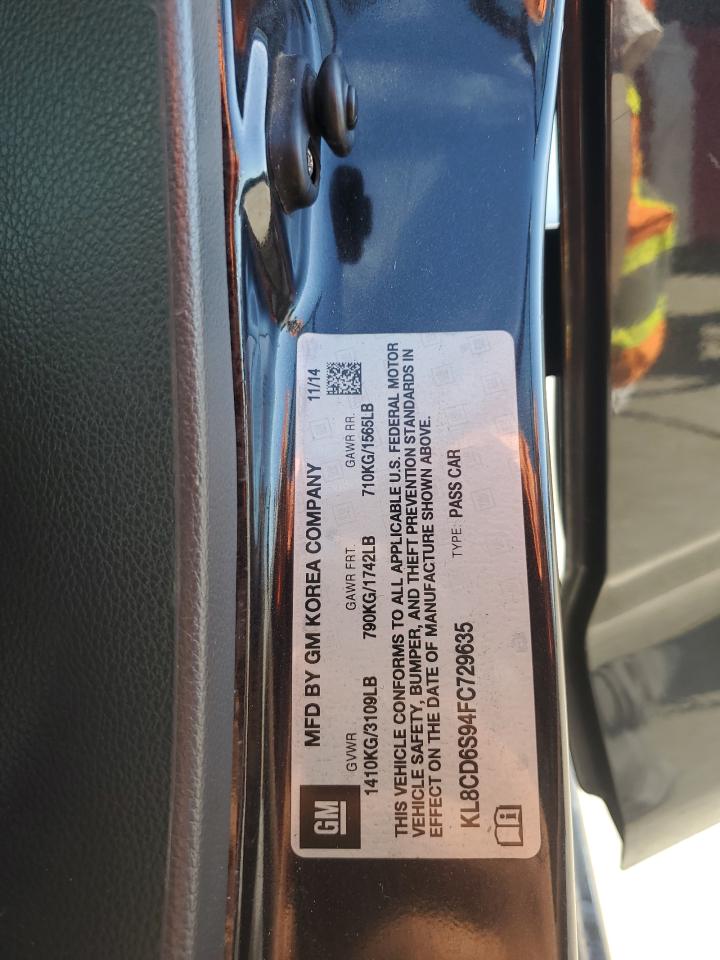 GM
MFD BY GM KOREA COMPANY 11/14
GVWR GAWR FRT. GAWR RR.
1410KG/3109LB 790KG/1742LB 710KG/1565LB
THIS VEHICLE CONFORMS TO ALL APPLICABLE U.S. FEDERAL MOTOR
VEHICLE SAFETY, BUMPER, AND THEFT PREVENTION STANDARDS IN
EFFECT ON THE DATE OF MANUFACTURE SHOWN ABOVE.
KL8CD6S94FC729635 TYPE: PASS CAR